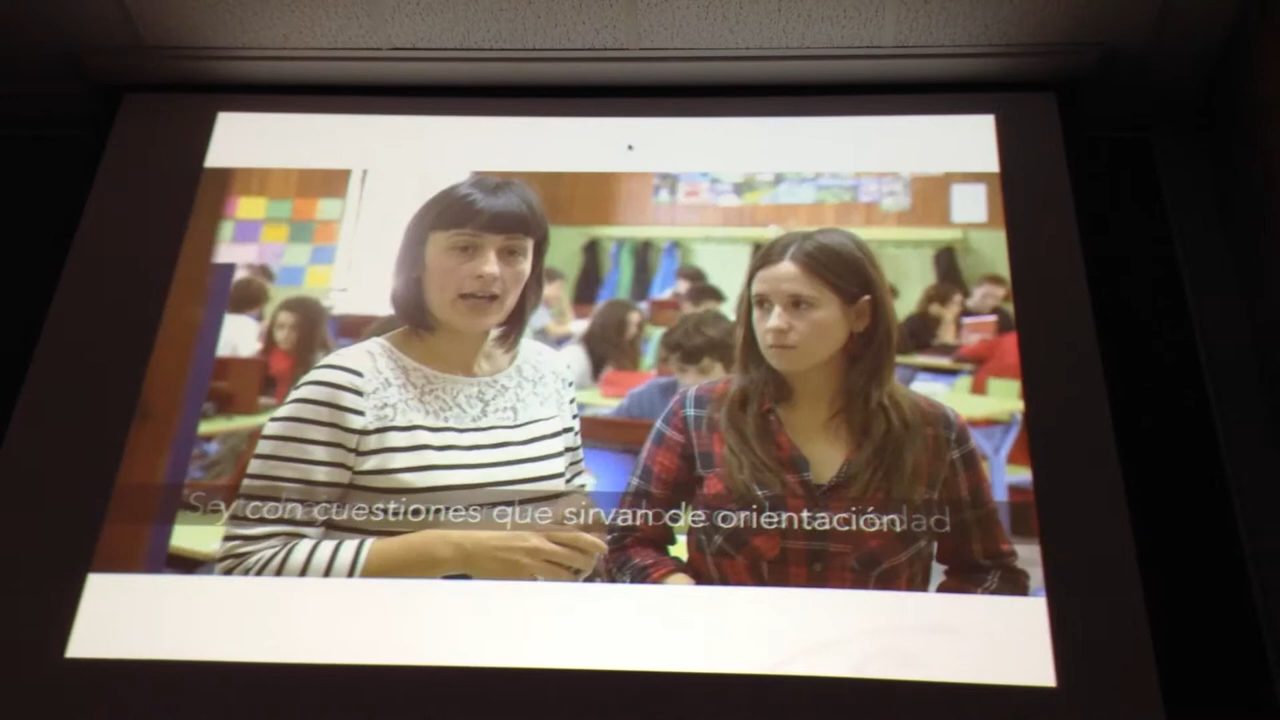 y con cuestiones que sirvan de orientación